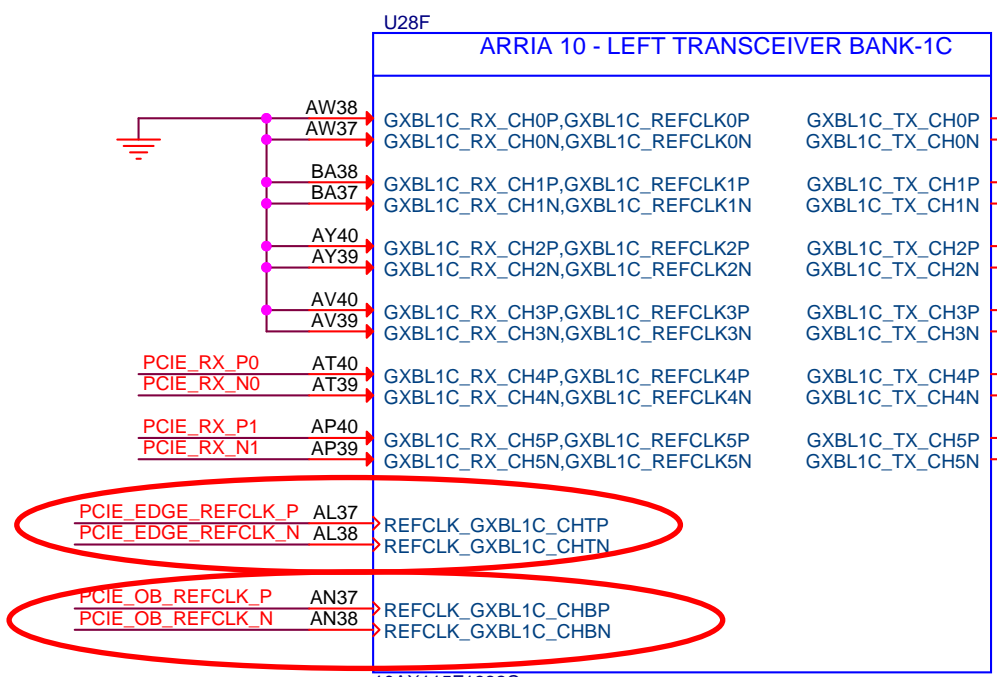 U28F
ARRIA 10 - LEFT TRANSCEIVER BANK-1C
AW38 GXBL1C_RX_CH0P,GXBL1C_REFCLK0P GXBL1C_TX_CH0P
AW37 GXBL1C_RX_CH0N,GXBL1C_REFCLK0N GXBL1C_TX_CH0N
BA38 GXBL1C_RX_CH1P,GXBL1C_REFCLK1P GXBL1C_TX_CH1P
BA37 GXBL1C_RX_CH1N,GXBL1C_REFCLK1N GXBL1C_TX_CH1N
AY40 GXBL1C_RX_CH2P,GXBL1C_REFCLK2P GXBL1C_TX_CH2P
AY39 GXBL1C_RX_CH2N,GXBL1C_REFCLK2N GXBL1C_TX_CH2N
AV40 GXBL1C_RX_CH3P,GXBL1C_REFCLK3P GXBL1C_TX_CH3P
AV39 GXBL1C_RX_CH3N,GXBL1C_REFCLK3N GXBL1C_TX_CH3N
PCIE_RX_P0 AT40 GXBL1C_RX_CH4P,GXBL1C_REFCLK4P GXBL1C_TX_CH4P
PCIE_RX_N0 AT39 GXBL1C_RX_CH4N,GXBL1C_REFCLK4N GXBL1C_TX_CH4N
PCIE_RX_P1 AP40 GXBL1C_RX_CH5P,GXBL1C_REFCLK5P GXBL1C_TX_CH5P
PCIE_RX_N1 AP39 GXBL1C_RX_CH5N,GXBL1C_REFCLK5N GXBL1C_TX_CH5N
PCIE_EDGE_REFCLK_P AL37 REFCLK_GXBL1C_CHTP
PCIE_EDGE_REFCLK_N AL38 REFCLK_GXBL1C_CHTN
PCIE_OB_REFCLK_P AN37 REFCLK_GXBL1C_CHBP
PCIE_OB_REFCLK_N AN38 REFCLK_GXBL1C_CHBN